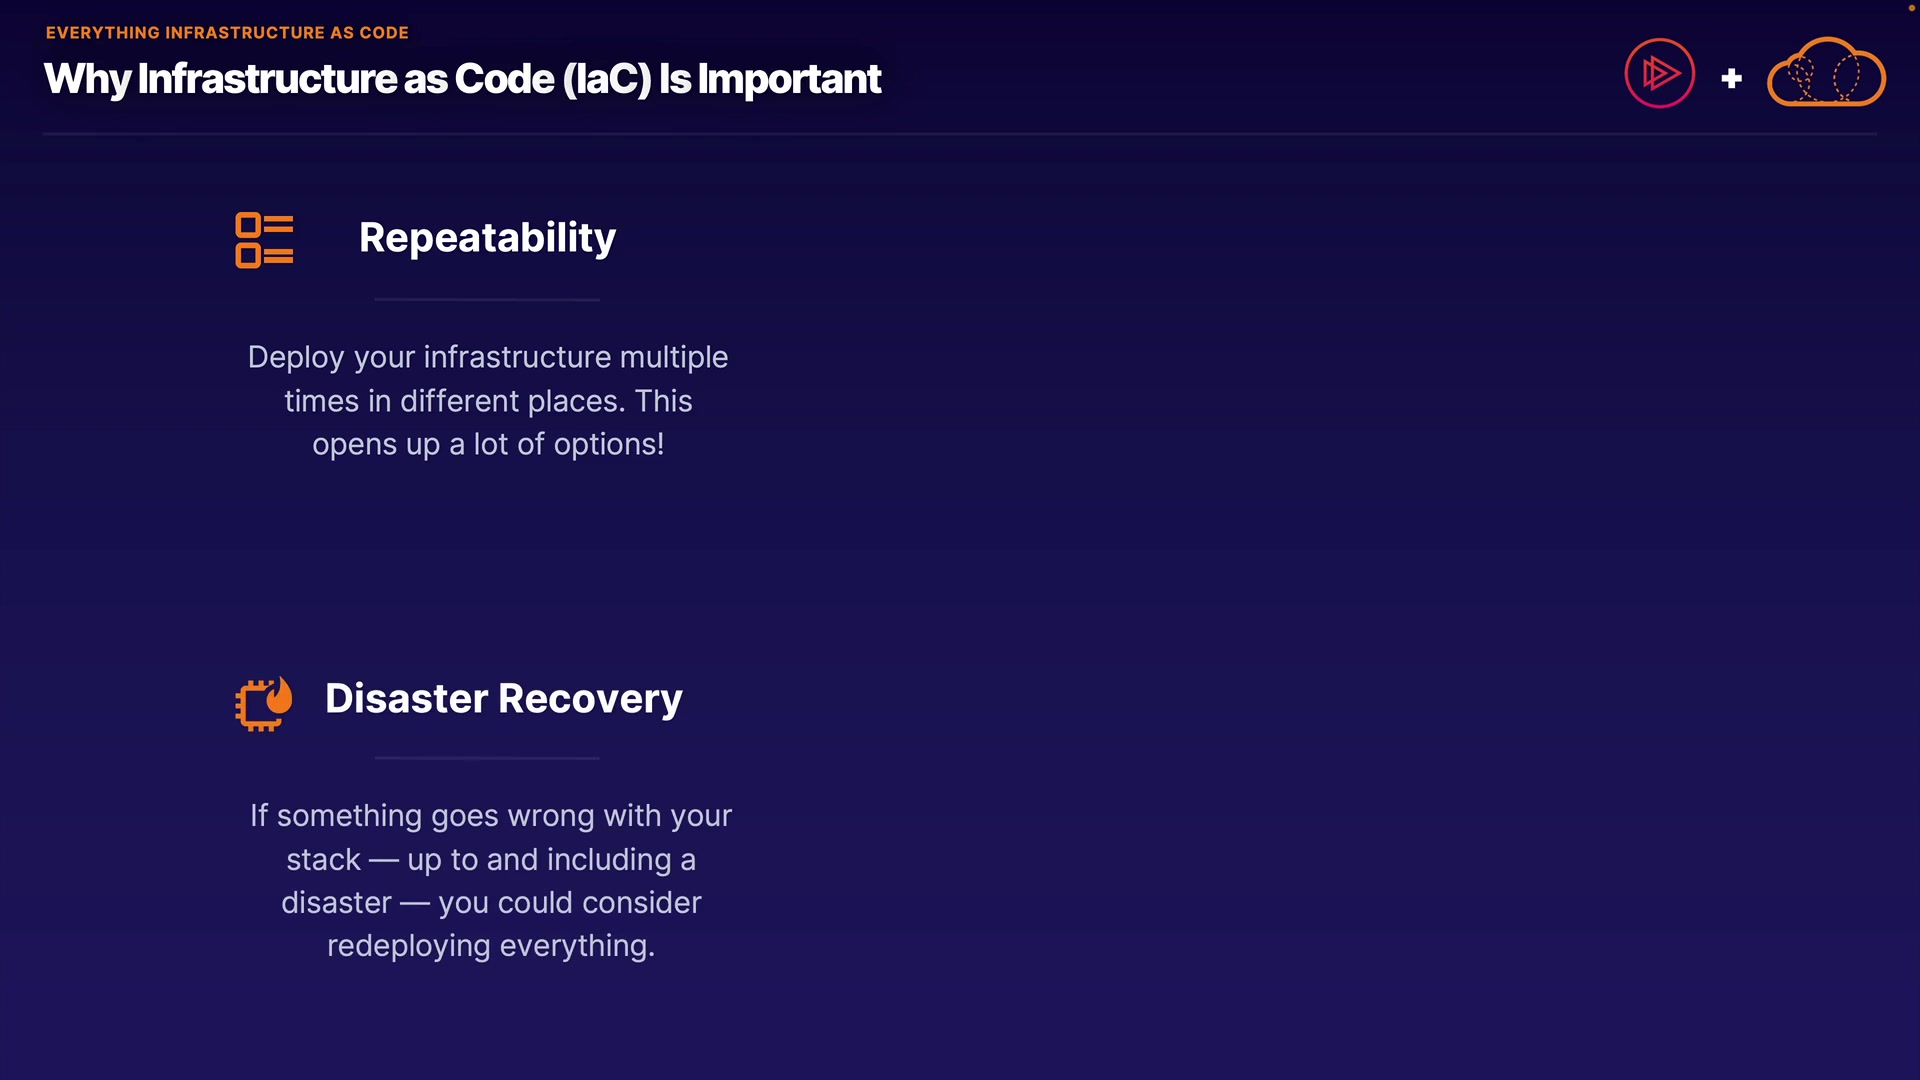 EVERYTHING INFRASTRUCTURE AS CODE
Why Infrastructure as Code (IaC) Is Important
Repeatability
Deploy your infrastructure multiple
times in different places. This
opens up a lot of options!
Disaster Recovery
If something goes wrong with your
stack — up to and including a
disaster — you could consider
redeploying everything.